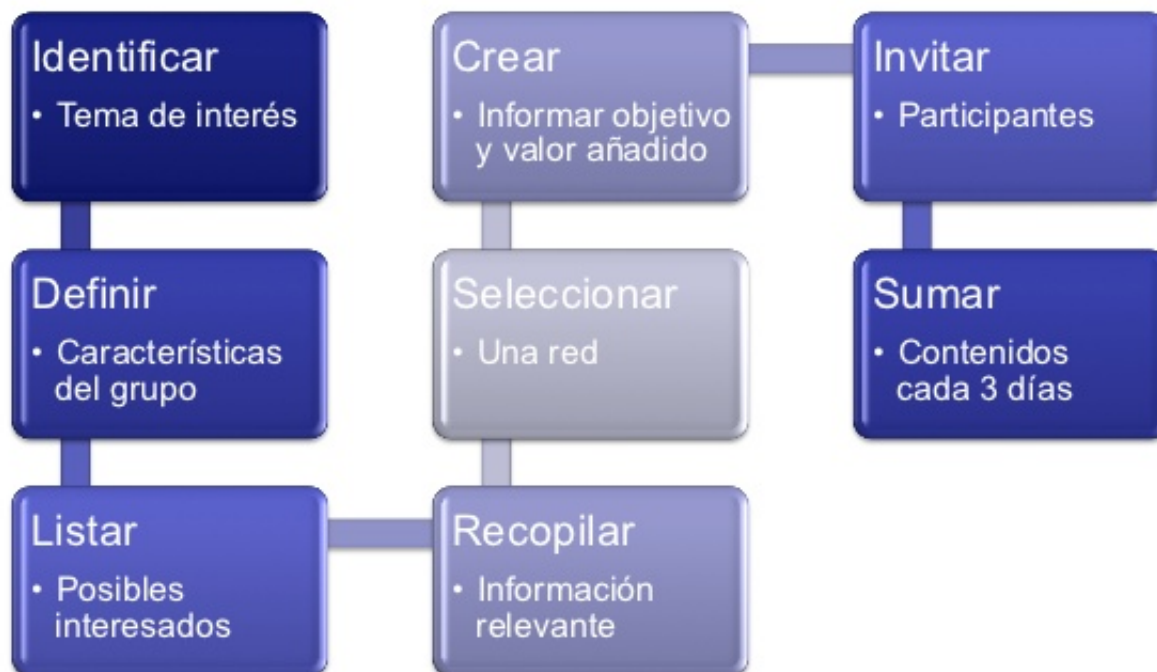 Identificar
• Tema de interés
Definir
• Características
del grupo
Listar
• Posibles
interesados
Recopilar
• Información
relevante
Seleccionar
• Una red
Crear
• Informar objetivo
y valor añadido
Invitar
• Participantes
Sumar
• Contenidos
cada 3 días